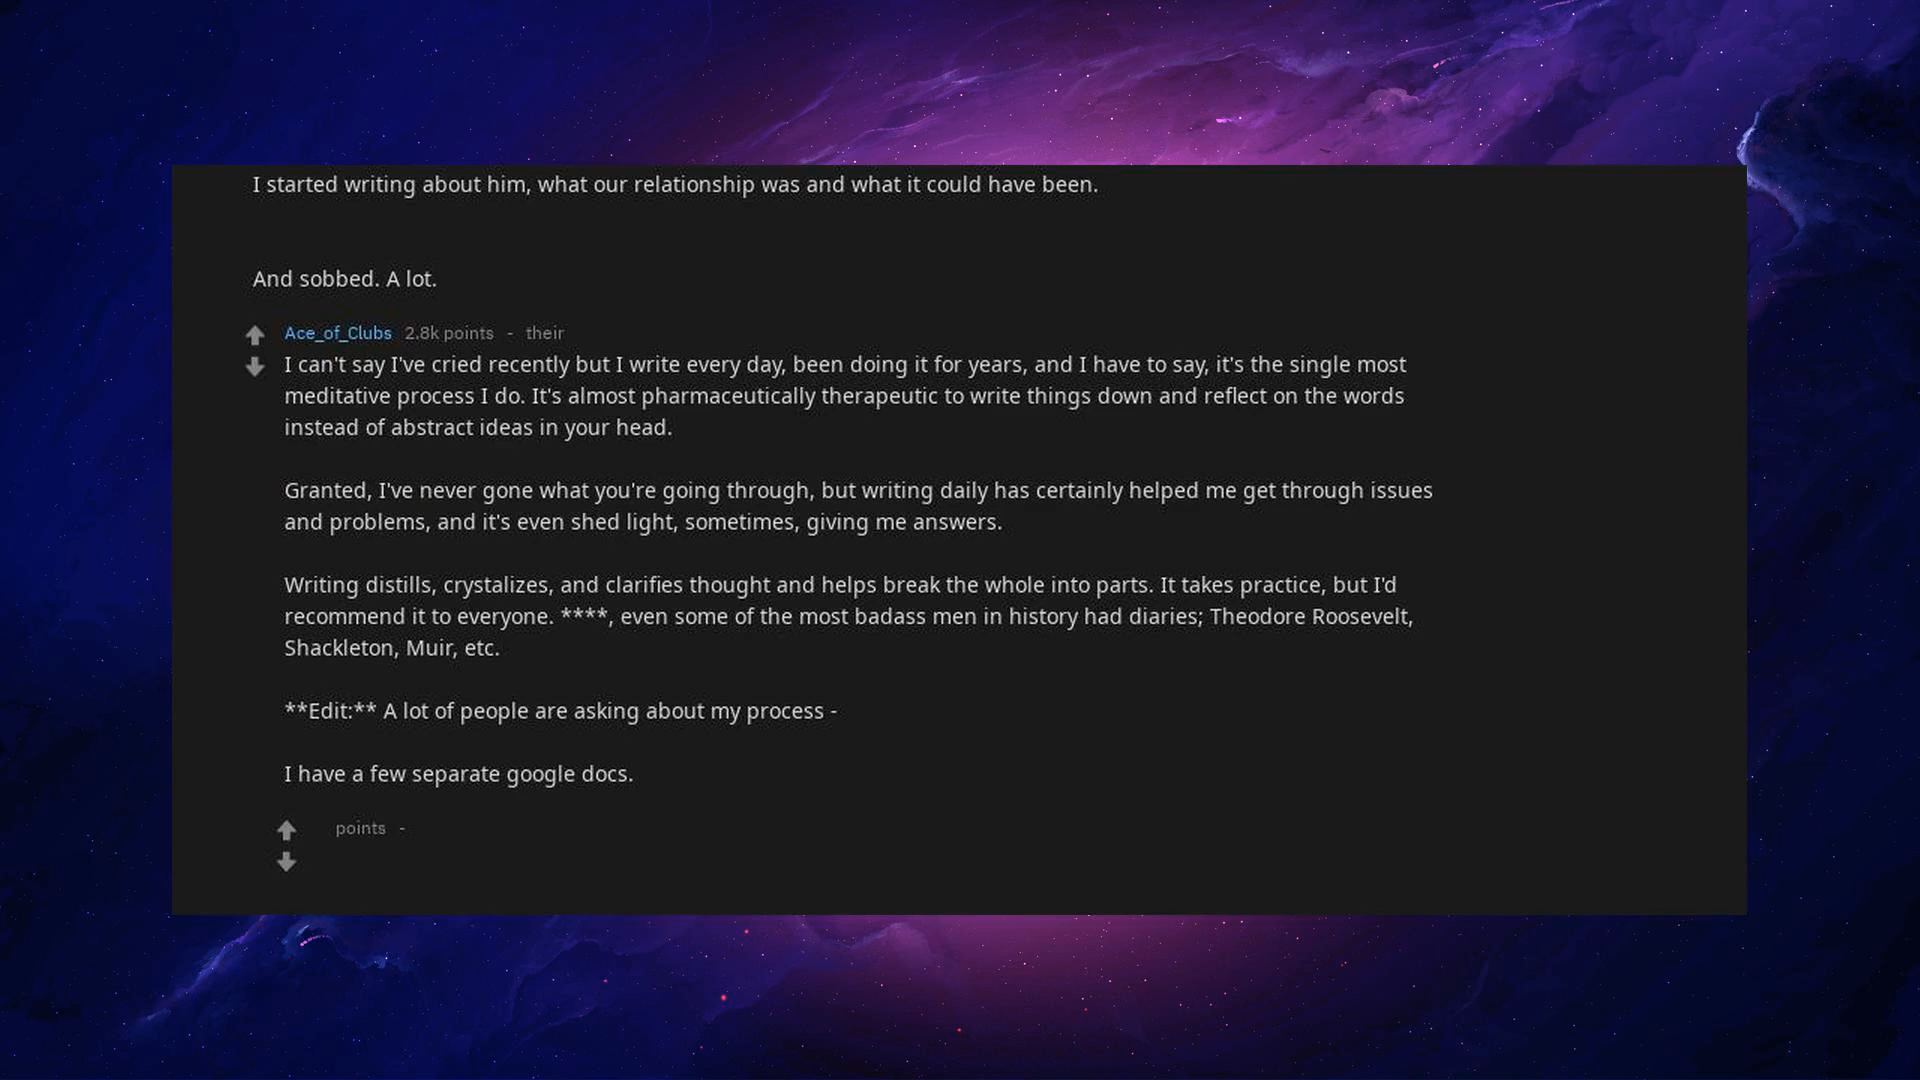 I started writing about him, what our relationship was and what it could have been.
And sobbed. A lot.
Ace_of_Clubs 2.8k points - their
I can't say I've cried recently but I write every day, been doing it for years, and I have to say, it's the single most
meditative process I do. It's almost pharmaceutically therapeutic to write things down and reflect on the words
instead of abstract ideas in your head.
Granted, I've never gone what you're going through, but writing daily has certainly helped me get through issues
and problems, and it's even shed light, sometimes, giving me answers.
Writing distills, crystalizes, and clarifies thought and helps break the whole into parts. It takes practice, but I'd
recommend it to everyone. ****, even some of the most badass men in history had diaries; Theodore Roosevelt,
Shackleton, Muir, etc.
**Edit:** A lot of people are asking about my process -
I have a few separate google docs.
points -